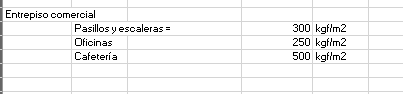 Entrepiso comercial
Pasillos y escaleras = 300 kgf/m2
Oficinas 250 kgf/m2
Cafetería 500 kgf/m2